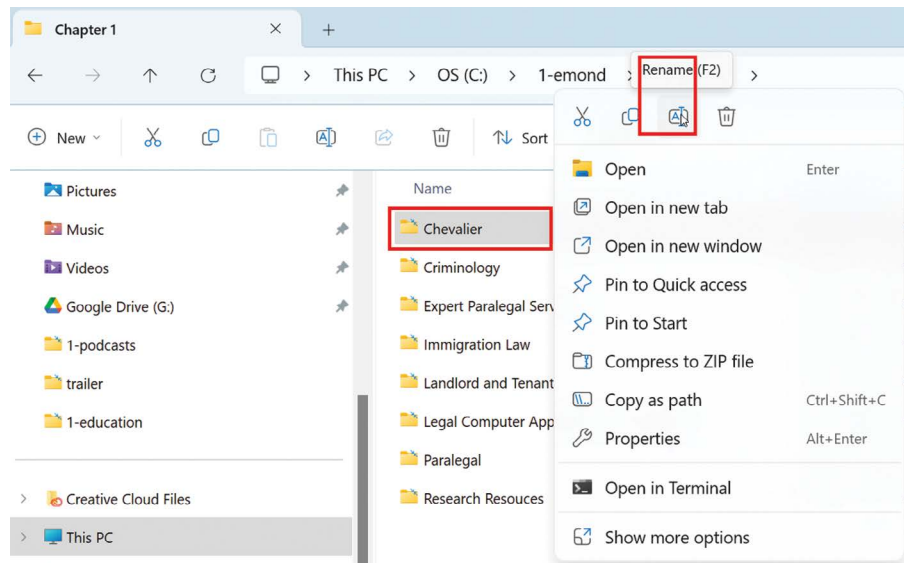 Chapter 1
This PC > OS (C:) > 1-emond > >
Rename (F2)
New
Sort
Pictures
Music
Videos
Google Drive (G:)
1-podcasts
trailer
1-education
Creative Cloud Files
This PC
Name
Chevalier
Criminology
Expert Paralegal Serv
Immigration Law
Landlord and Tenant
Legal Computer App
Paralegal
Research Resouces
Open Enter
Open in new tab
Open in new window
Pin to Quick access
Pin to Start
Compress to ZIP file
Copy as path Ctrl+Shift+C
Properties Alt+Enter
Open in Terminal
Show more options